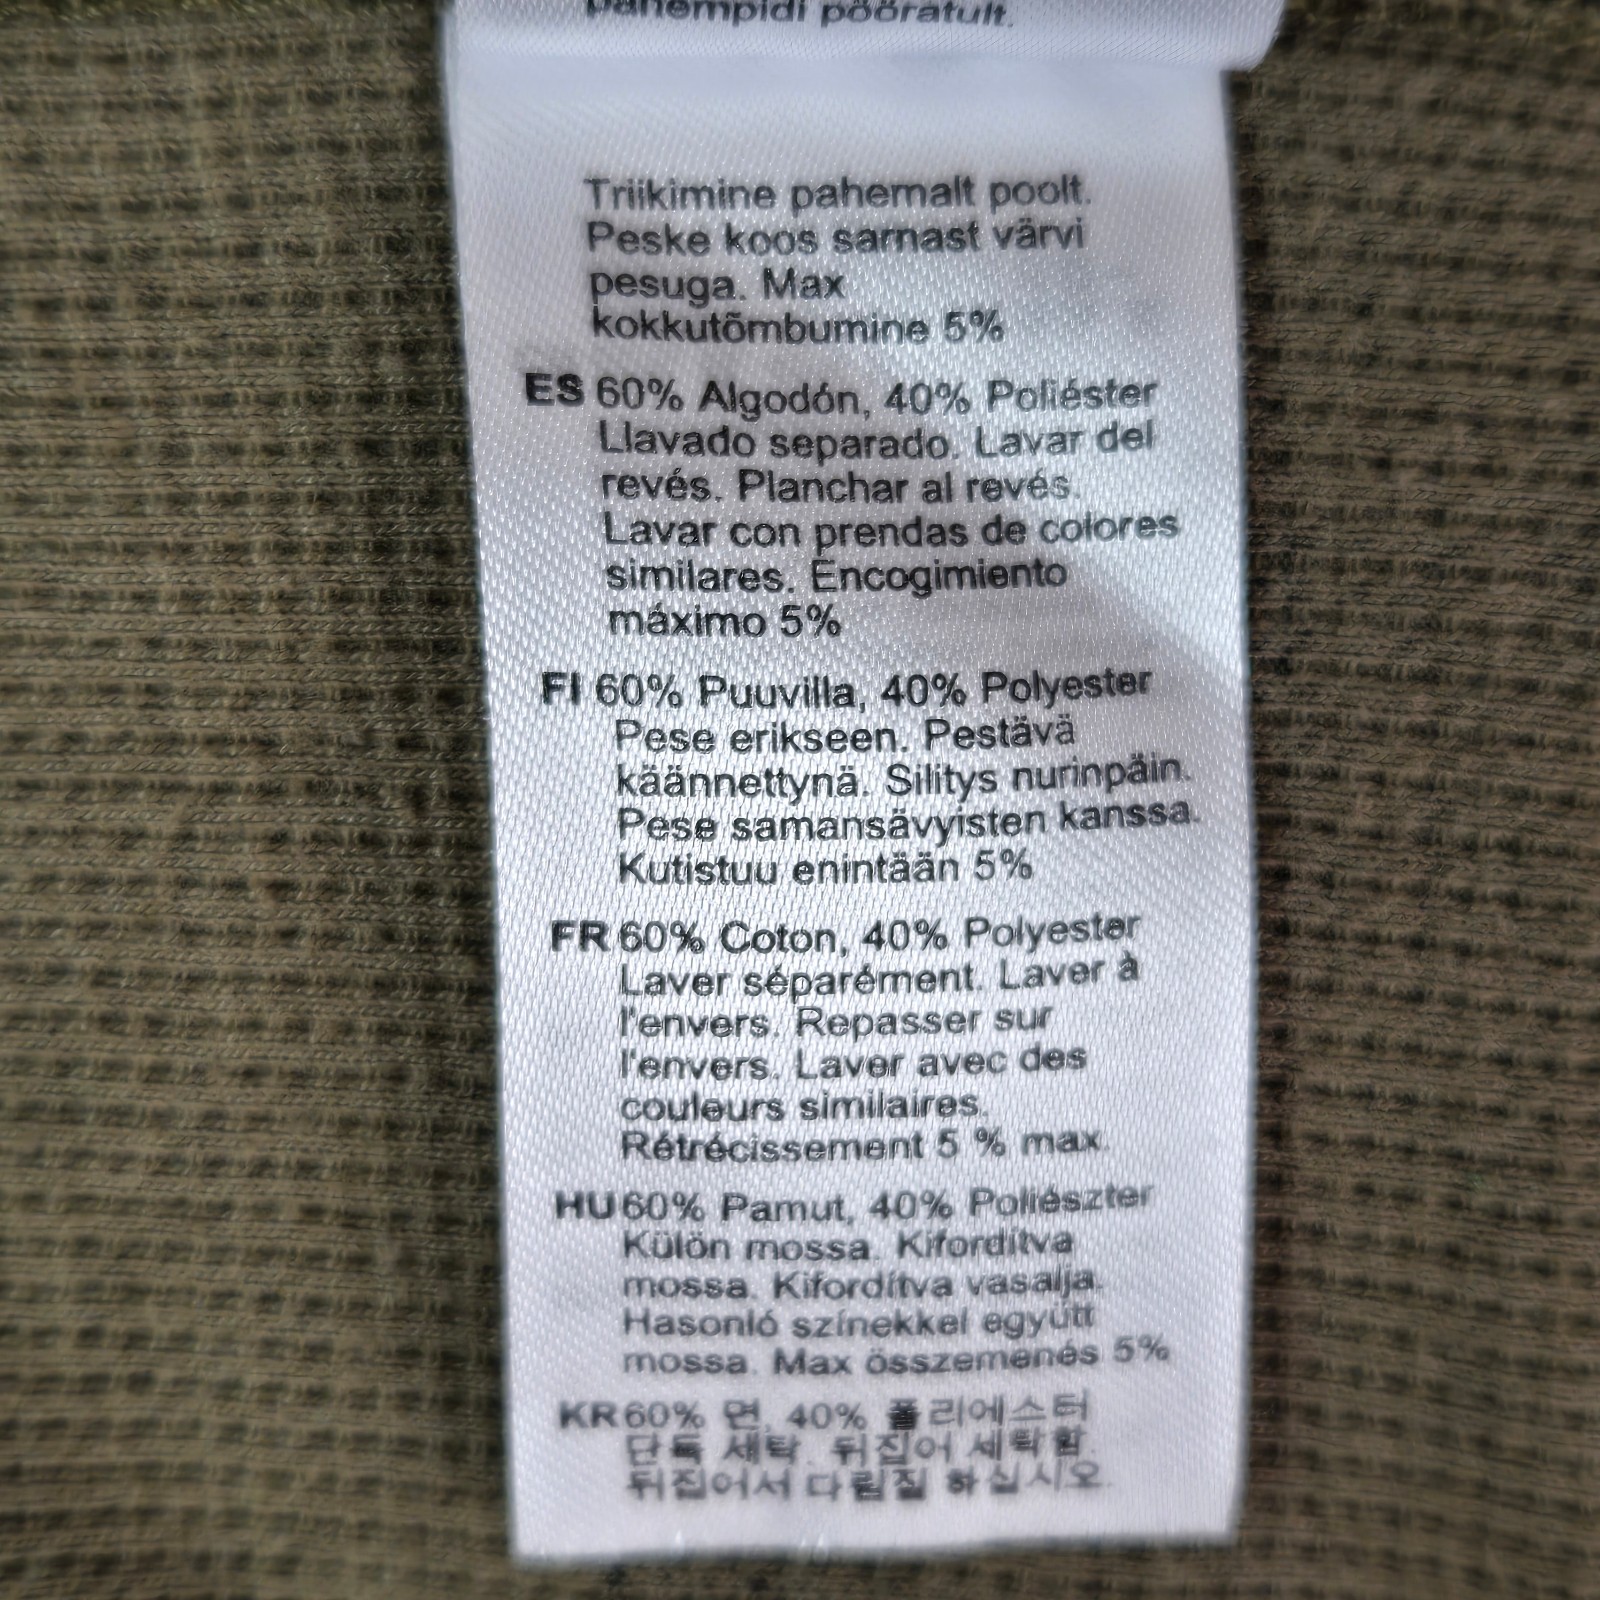 pahempidi pööratult.
Triikimine pahemalt poolt.
Peske koos sarnast värvi
pesuga. Max
kokkutõmbumine 5%
ES 60% Algodón, 40% Poliéster
Llavado separado. Lavar del
revés. Planchar al revés.
Lavar con prendas de colores
similares. Encogimiento
máximo 5%
FI 60% Puuvilla, 40% Polyester
Pese erikseen. Pestävä
käännettynä. Silitys nurinpäin.
Pese samansävyisten kanssa.
Kutistuu enintään 5%
FR 60% Coton, 40% Polyester
Laver séparément. Laver à
l'envers. Repasser sur
l'envers. Laver avec des
couleurs similaires.
Rétrécissement 5 % max.
HU 60% Pamut, 40% Poliészter
Külön mossa. Kifordítva
mossa. Kifordítva vasalja.
Hasonló színekkel együtt
mossa. Max összemenés 5%
KR 60% 면, 40% 폴리에스터
단독 세탁. 뒤집어 세탁함.
뒤집어서 다림질 하십시오.